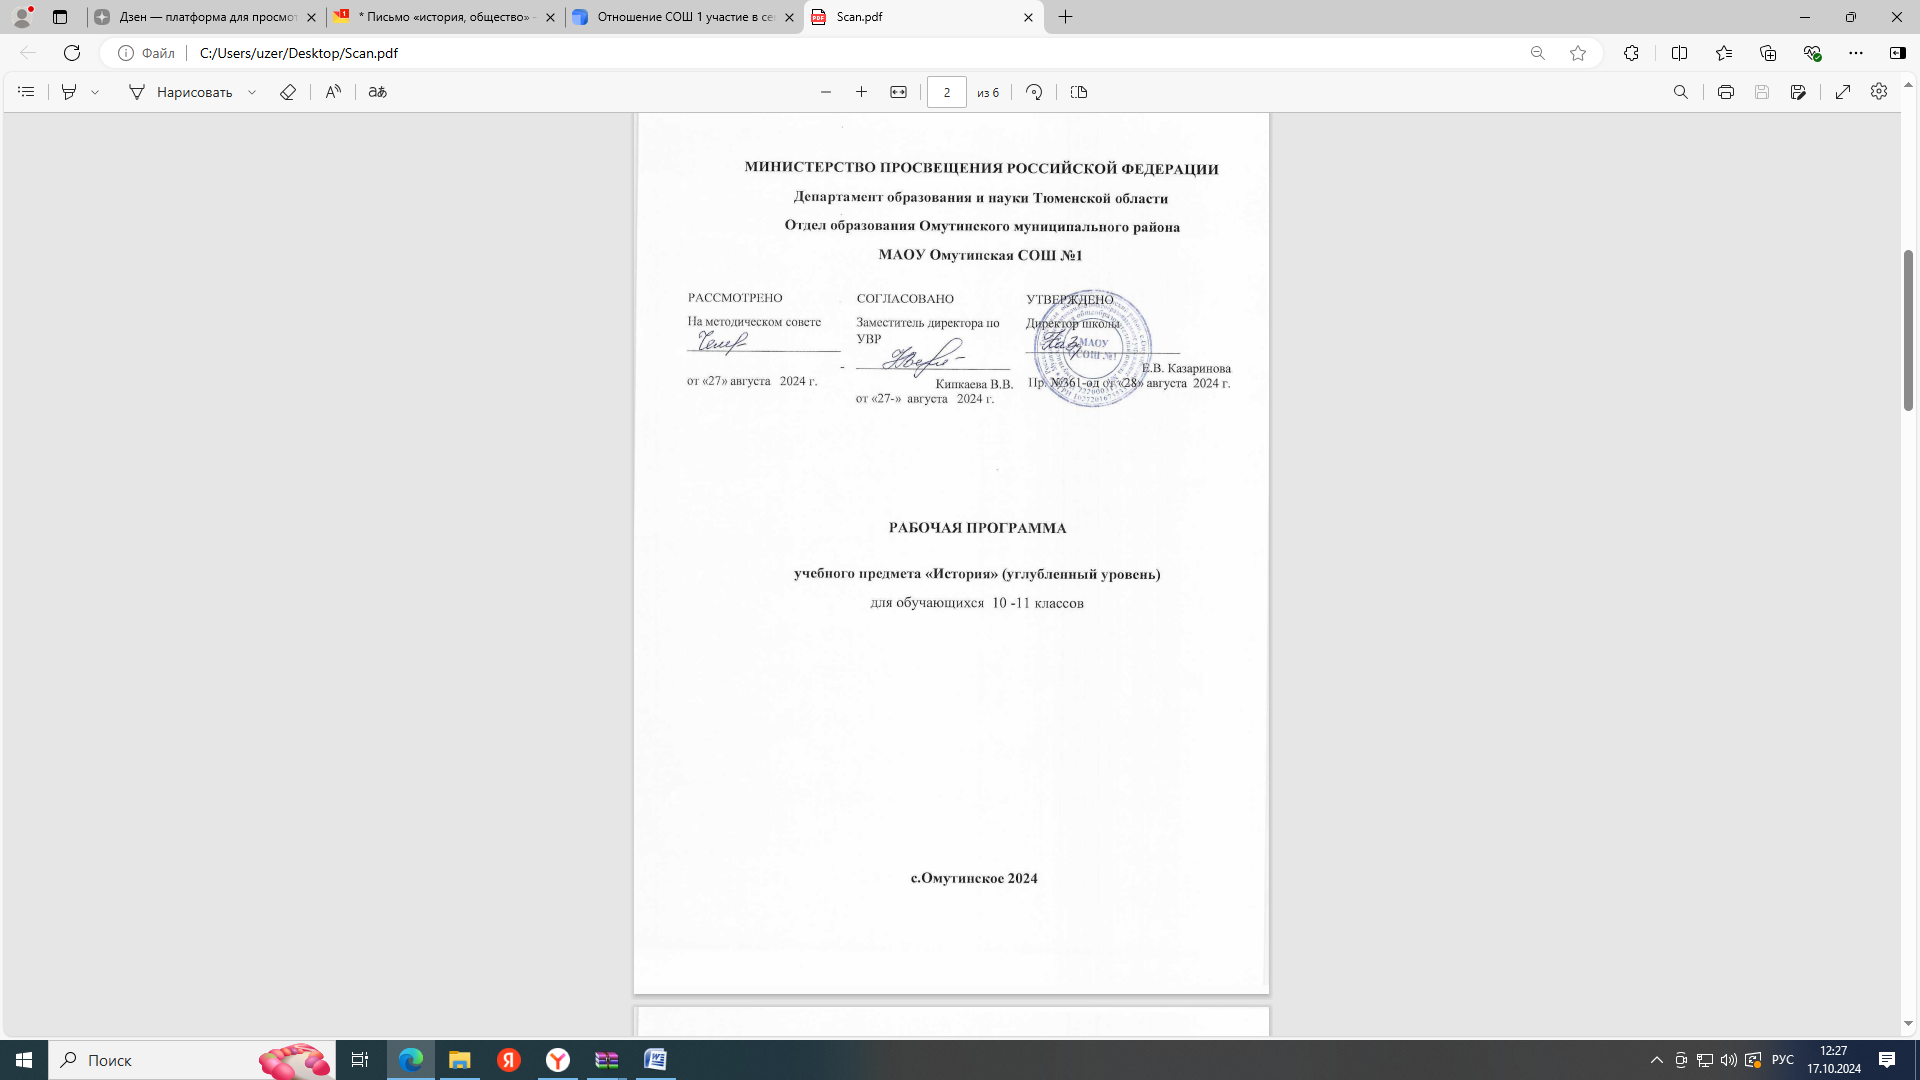 Дзен — платформа для просмот
* Письмо «история, общество» -
Отношение СОШ 1 участие в се
Scan.pdf
Файл
C:/Users/uzer/Desktop/Scan.pdf
Нарисовать
2
из 6
МИНИСТЕРСТВО ПРОСВЕЩЕНИЯ РОССИЙСКОЙ ФЕДЕРАЦИИ
Департамент образования и науки Тюменской области
Отдел образования Омутинского муниципального района
МАОУ Омутинская СОШ №1
РАССМОТРЕНО
На методическом совете
от «27» августа 2024 г.
СОГЛАСОВАНО
Заместитель директора по
УВР
Кипкаева В.В.
от «27-» августа 2024 г.
УТВЕРЖДЕНО
Директор школы
МАОУ
СОШ №1
Е.В. Казаринова
Пр. №361-од от «28» августа 2024 г.
РАБОЧАЯ ПРОГРАММА
учебного предмета «История» (углубленный уровень)
для обучающихся 10 -11 классов
с.Омутинское 2024
Поиск
РУС
12:27
17.10.2024